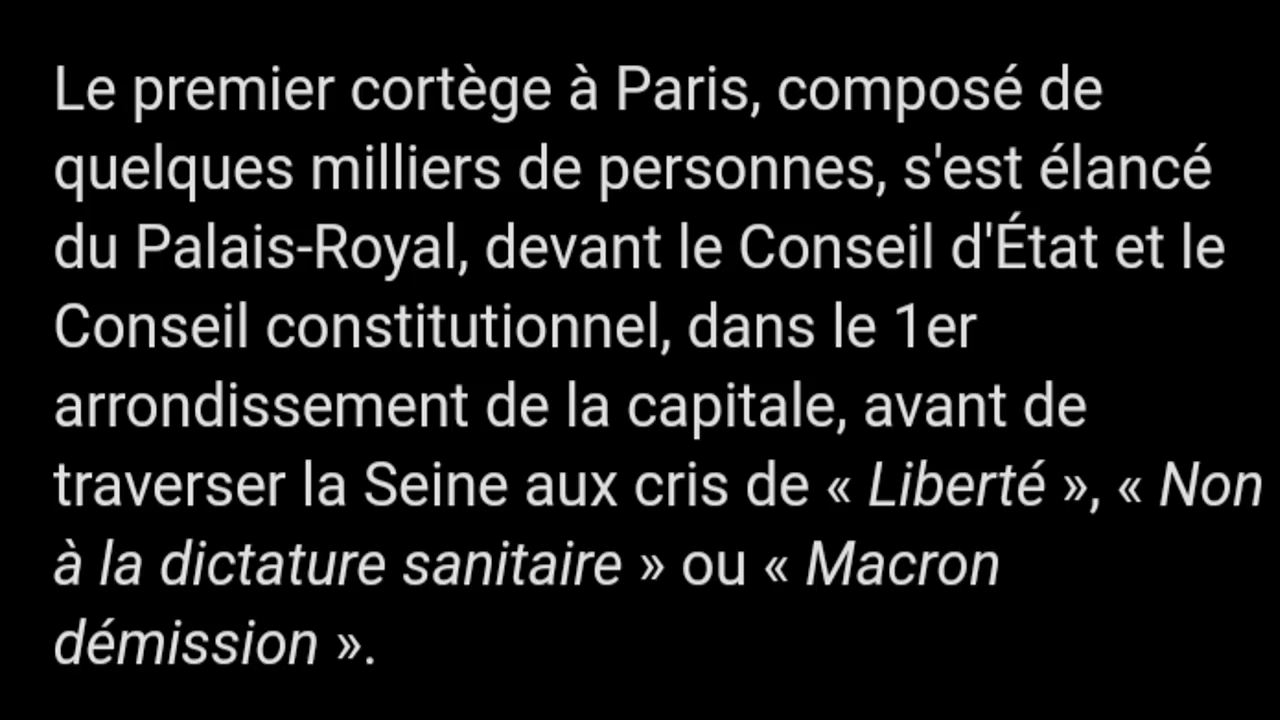 Le premier cortège à Paris, composé de
quelques milliers de personnes, s'est élancé
du Palais-Royal, devant le Conseil d'État et le
Conseil constitutionnel, dans le 1er
arrondissement de la capitale, avant de
traverser la Seine aux cris de « Liberté », « Non
à la dictature sanitaire » ou « Macron
démission ».